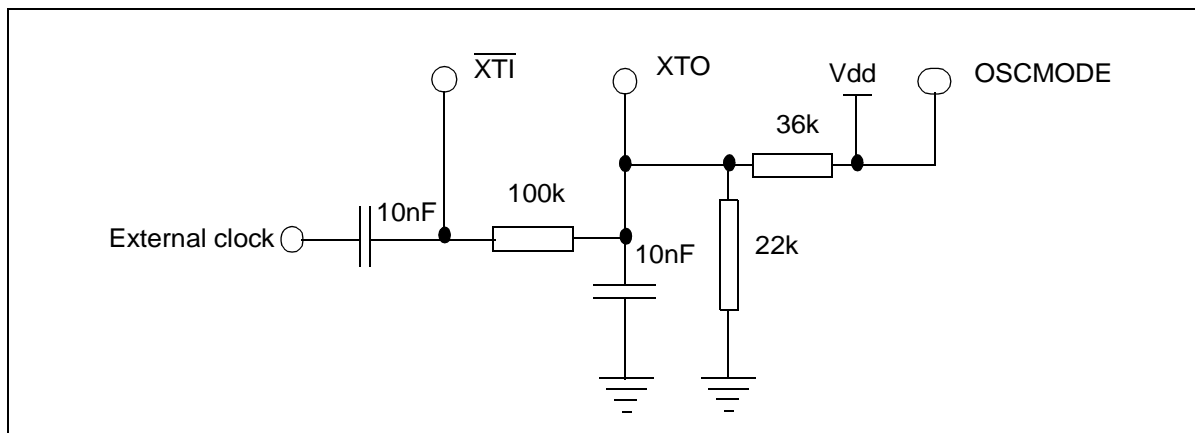 XTI
XTO
Vdd
OSCMODE
36k
100k
10nF
External clock
10nF
22k